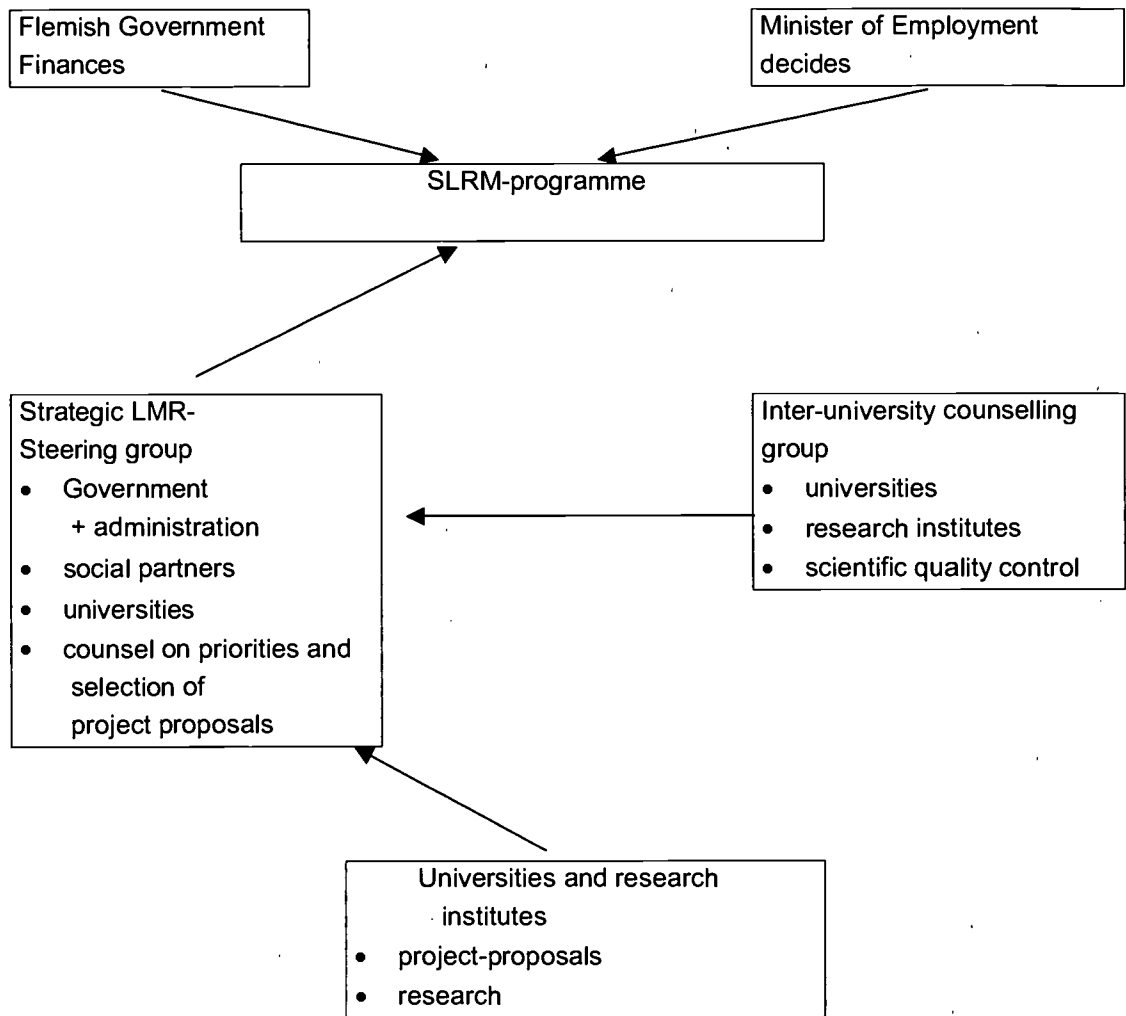 Flemish Government
Finances
Minister of Employment
decides
SLRM-programme
Strategic LMR-
Steering group
• Government
+ administration
• social partners
• universities
• counsel on priorities and
selection of
project proposals
Inter-university counselling
group
• universities
• research institutes
• scientific quality control
Universities and research
institutes
• project-proposals
• research